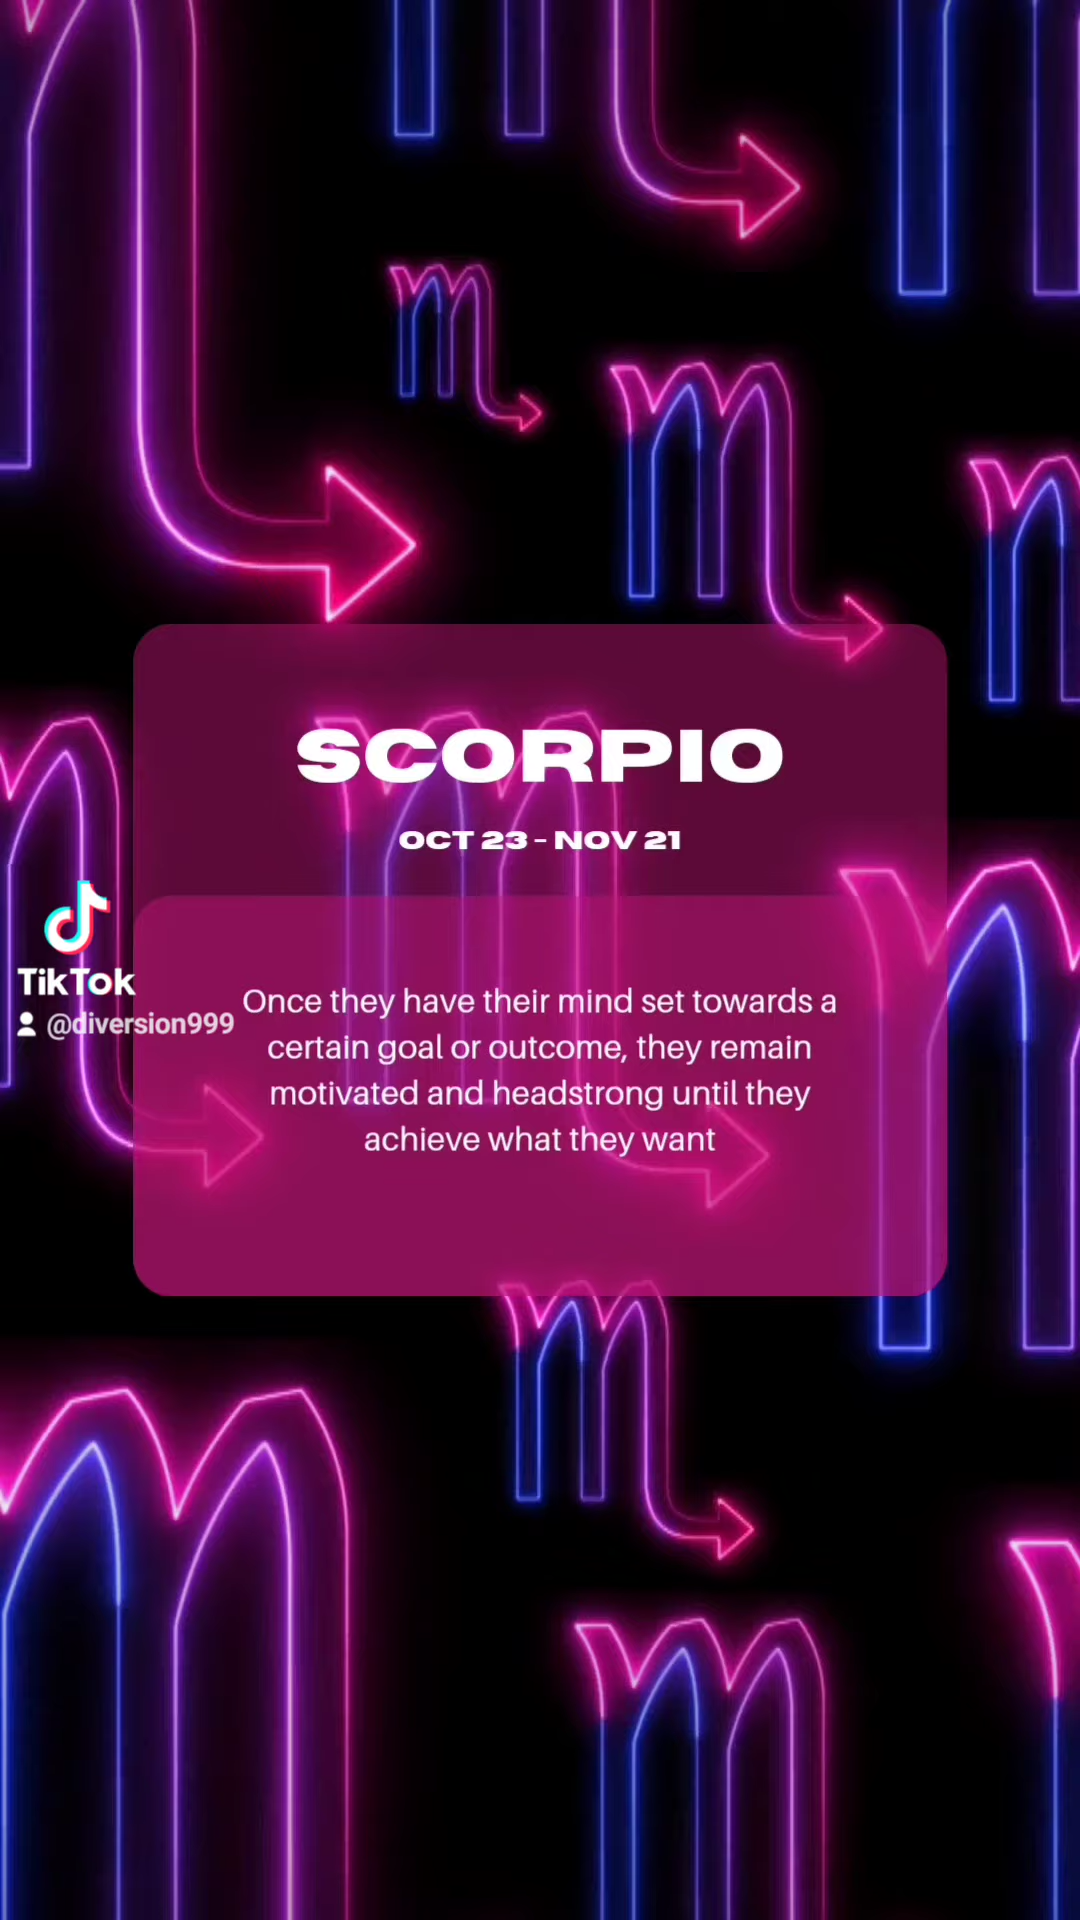 SCORPIO
OCT 23 - NOV 21
TikTok
@diversion999
Once they have their mind set towards a
certain goal or outcome, they remain
motivated and headstrong until they
achieve what they want